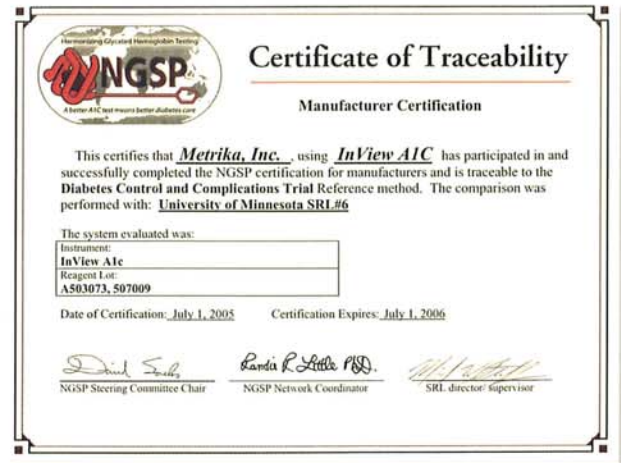 Harmonizing Glycated Hemoglobin Testing
NGSP
A better A1C test means better diabetes care
Certificate of Traceability
Manufacturer Certification
This certifies that Metrika, Inc. , using InView A1C has participated in and
successfully completed the NGSP certification for manufacturers and is traceable to the
Diabetes Control and Complications Trial Reference method. The comparison was
performed with: University of Minnesota SRL#6
The system evaluated was:
Instrument:
InView A1c
Reagent Lot:
A503073, 507009
Date of Certification: July 1, 2005 Certification Expires: July 1, 2006
Randie R Little PhD.
NGSP Steering Committee Chair NGSP Network Coordinator SRL director/ supervisor